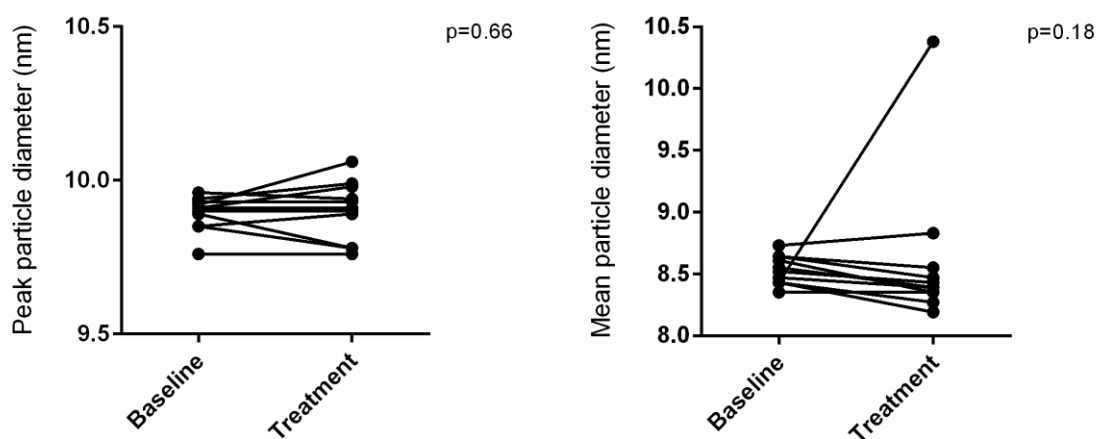 Peak particle diameter (nm)
10.5
10.0
9.5
Baseline
Treatment
p=0.66
Mean particle diameter (nm)
10.5
10.0
9.5
9.0
8.5
8.0
Baseline
Treatment
p=0.18